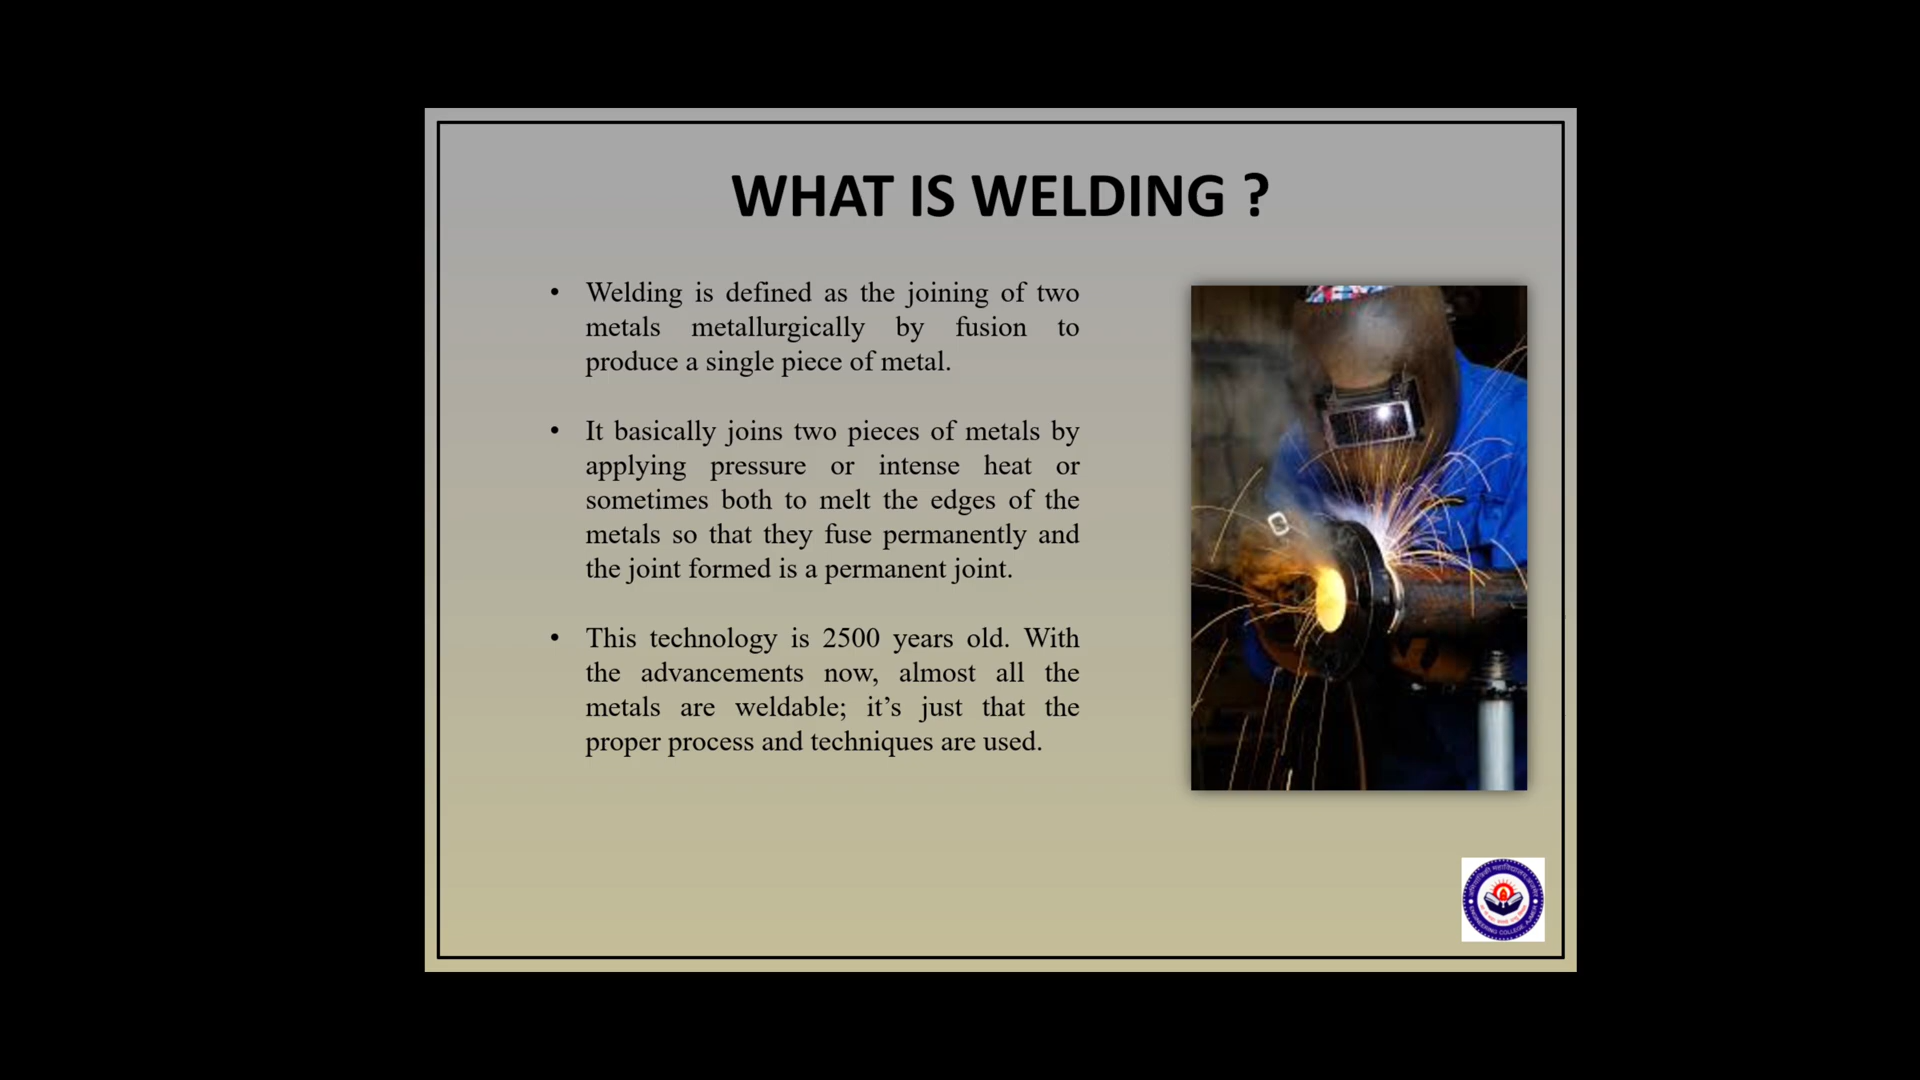 WHAT IS WELDING ?
• Welding is defined as the joining of two
metals metallurgically by fusion to
produce a single piece of metal.
• It basically joins two pieces of metals by
applying pressure or intense heat or
sometimes both to melt the edges of the
metals so that they fuse permanently and
the joint formed is a permanent joint.
• This technology is 2500 years old. With
the advancements now, almost all the
metals are weldable; it’s just that the
proper process and techniques are used.
ENGINEERING COLLEGE, AJMER